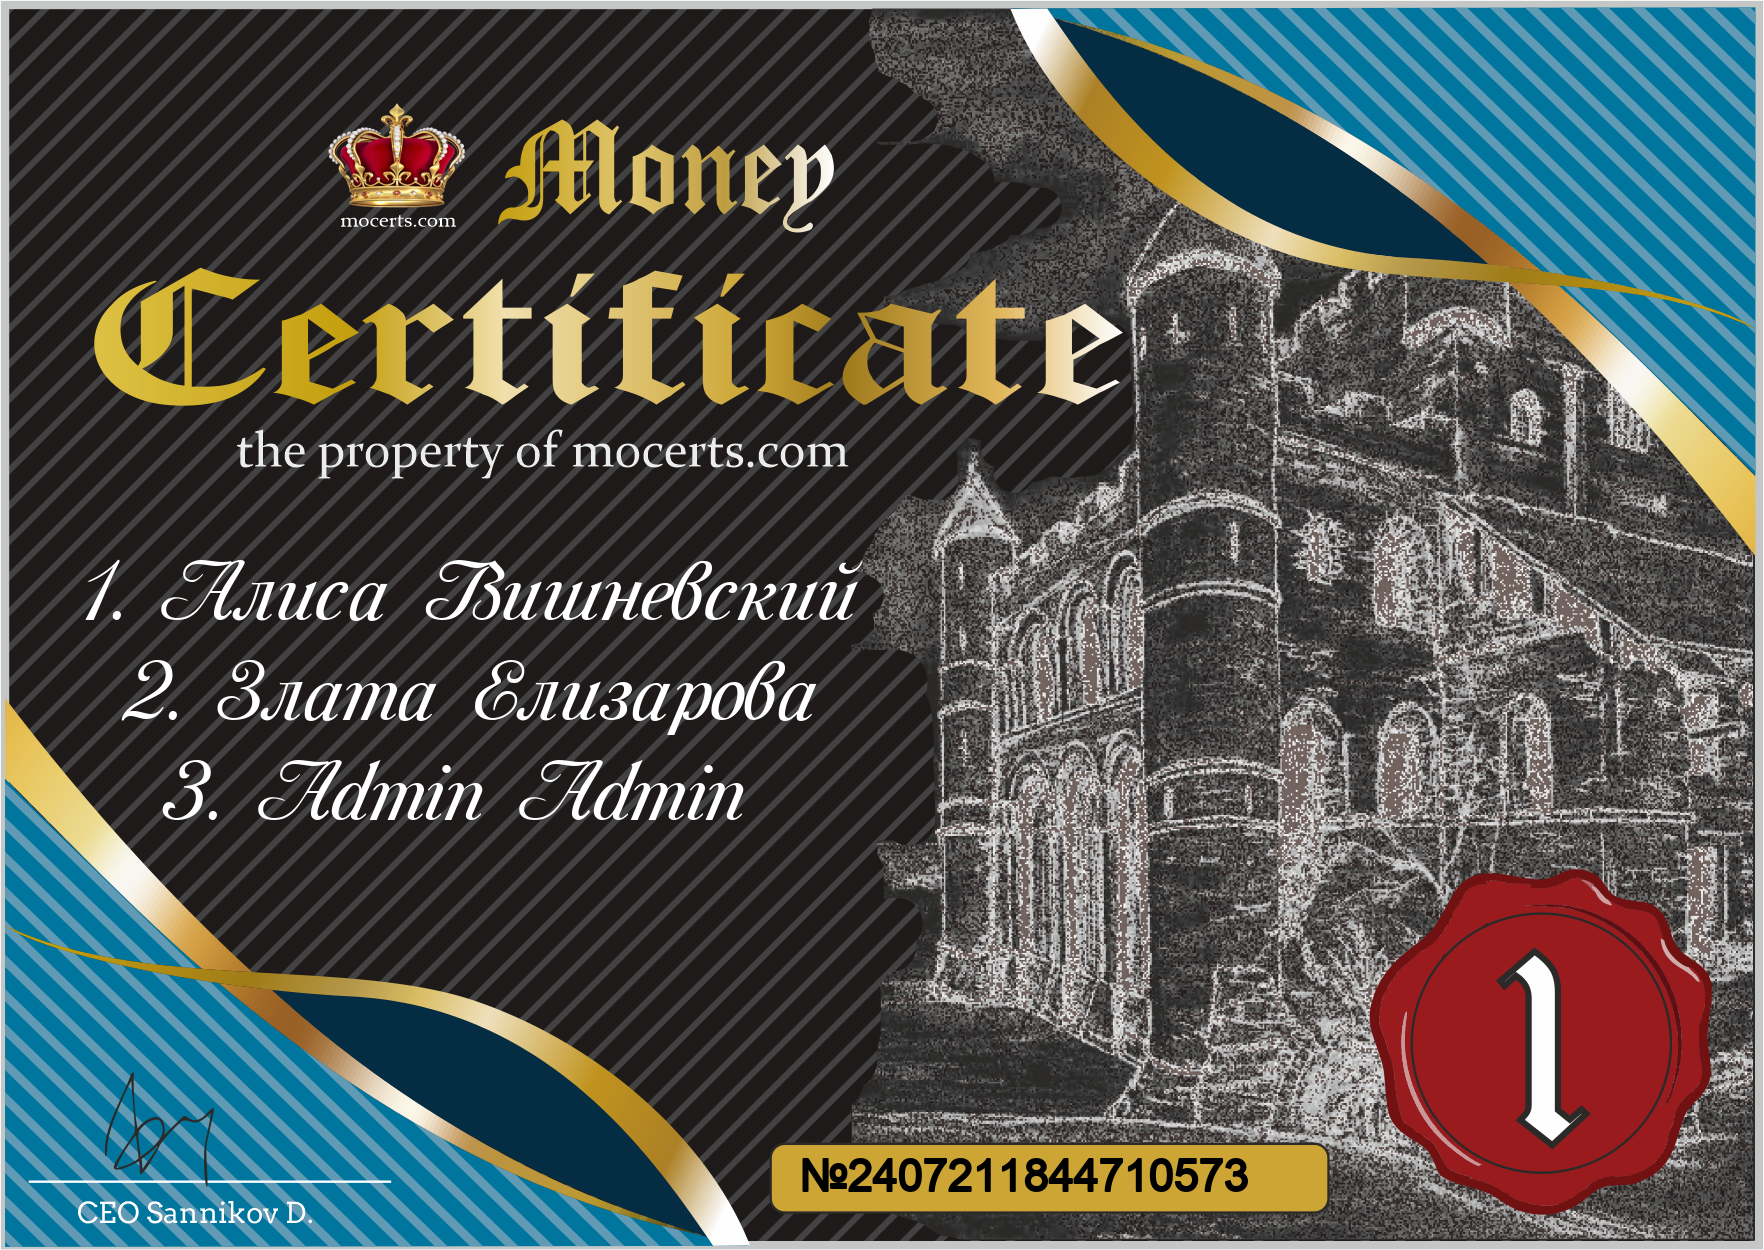 mocerts.com
Money
Certificate
the property of mocerts.com
1. Алиса Вишневский
2. Злата Елизарова
3. Admin Admin
CEO Sannikov D.
№2407211844710573
1